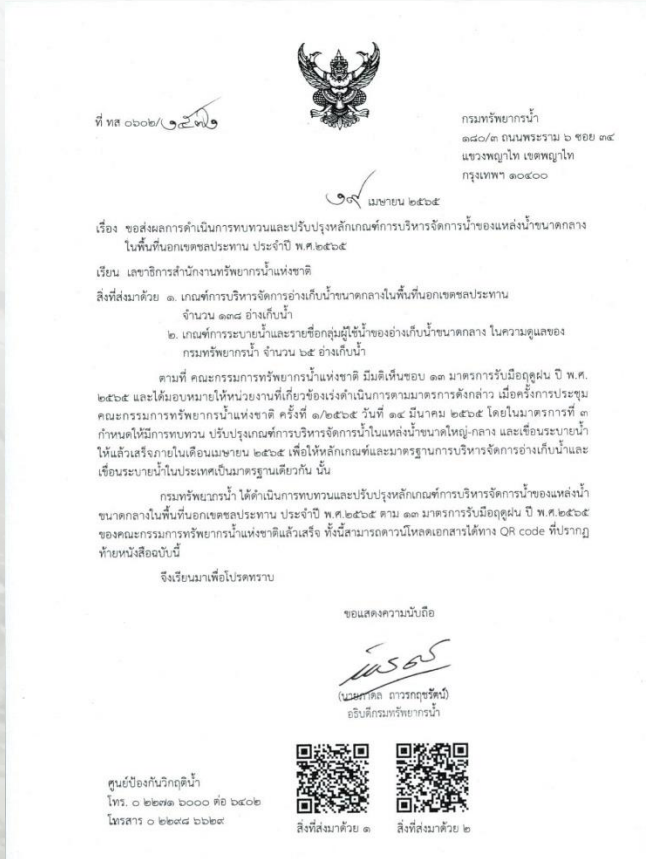 ที่ ทส ๐๖๐๒/๑๕๗๒
กรมทรัพยากรน้ำ
๑๘๐/๓ ถนนพระราม ๖ ซอย ๓๔
แขวงพญาไท เขตพญาไท
กรุงเทพฯ ๑๐๔๐๐
๑๙ เมษายน ๒๕๖๕
เรื่อง ขอส่งผลการดำเนินการทบทวนและปรับปรุงหลักเกณฑ์การบริหารจัดการน้ำของแหล่งน้ำขนาดกลาง
ในพื้นที่นอกเขตชลประทาน ประจำปี พ.ศ.๒๕๖๕
เรียน เลขาธิการสำนักงานทรัพยากรน้ำแห่งชาติ
สิ่งที่ส่งมาด้วย ๑. เกณฑ์การบริหารจัดการอ่างเก็บน้ำขนาดกลางในพื้นที่นอกเขตชลประทาน
จำนวน ๑๓๘ อ่างเก็บน้ำ
๒. เกณฑ์การระบายน้ำและรายชื่อกลุ่มผู้ใช้น้ำของอ่างเก็บน้ำขนาดกลาง ในความดูแลของ
กรมทรัพยากรน้ำ จำนวน ๖๕ อ่างเก็บน้ำ
ตามที่ คณะกรรมการทรัพยากรน้ำแห่งชาติ มีมติเห็นชอบ ๑๓ มาตรการรับมือฤดูฝน ปี พ.ศ.
๒๕๖๕ และได้มอบหมายให้หน่วยงานที่เกี่ยวข้องเร่งดำเนินการตามมาตรการดังกล่าว เมื่อครั้งการประชุม
คณะกรรมการทรัพยากรน้ำแห่งชาติ ครั้งที่ ๑/๒๕๖๕ วันที่ ๑๔ มีนาคม ๒๕๖๕ โดยในมาตรการที่ ๓
กำหนดให้มีการทบทวน ปรับปรุงเกณฑ์การบริหารจัดการน้ำในแหล่งน้ำขนาดใหญ่-กลาง และเขื่อนระบายน้ำ
ให้แล้วเสร็จภายในเดือนเมษายน ๒๕๖๕ เพื่อให้หลักเกณฑ์และมาตรฐานการบริหารจัดการอ่างเก็บน้ำและ
เขื่อนระบายน้ำในประเทศเป็นมาตรฐานเดียวกัน นั้น
กรมทรัพยากรน้ำ ได้ดำเนินการทบทวนและปรับปรุงหลักเกณฑ์การบริหารจัดการน้ำของแหล่งน้ำ
ขนาดกลางในพื้นที่นอกเขตชลประทาน ประจำปี พ.ศ.๒๕๖๕ ตาม ๑๓ มาตรการรับมือฤดูฝน ปี พ.ศ.๒๕๖๕
ของคณะกรรมการทรัพยากรน้ำแห่งชาติแล้วเสร็จ ทั้งนี้สามารถดาวน์โหลดเอกสารได้ทาง QR code ที่ปรากฏ
ท้ายหนังสือฉบับนี้
จึงเรียนมาเพื่อโปรดทราบ
ขอแสดงความนับถือ
(นายภาดล ถาวรกฤชรัตน์)
อธิบดีกรมทรัพยากรน้ำ
ศูนย์ป้องกันวิกฤติน้ำ
โทร. ๐ ๒๒๗๑ ๖๐๐๐ ต่อ ๖๔๐๒
โทรสาร ๐ ๒๒๙๘ ๖๖๒๙
สิ่งที่ส่งมาด้วย ๑ สิ่งที่ส่งมาด้วย ๒